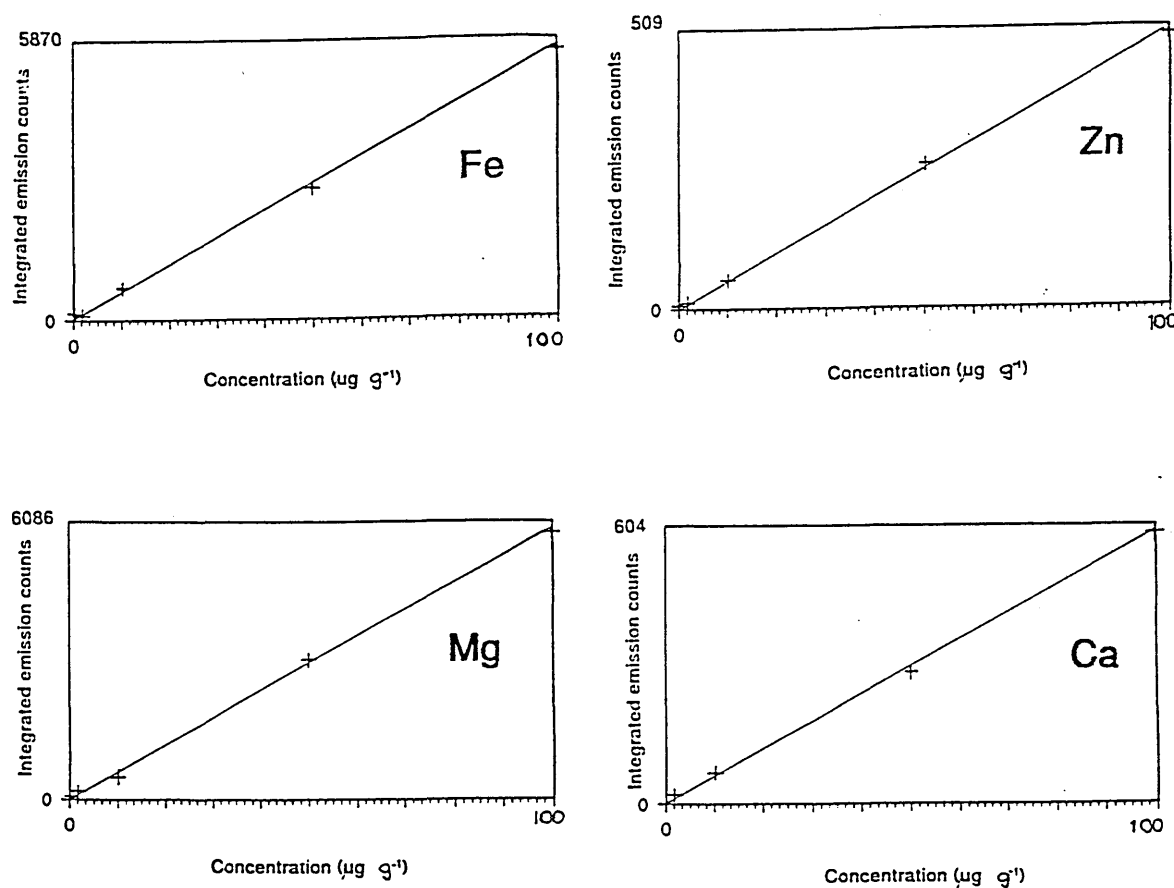 5870
Integrated emission counts
Fe
0
0
100
Concentration (µg g⁻¹)
509
Integrated emission counts
Zn
0
0
100
Concentration (µg g⁻¹)
6086
Integrated emission counts
Mg
0
0
100
Concentration (µg g⁻¹)
604
Integrated emission counts
Ca
0
0
100
Concentration (µg g⁻¹)